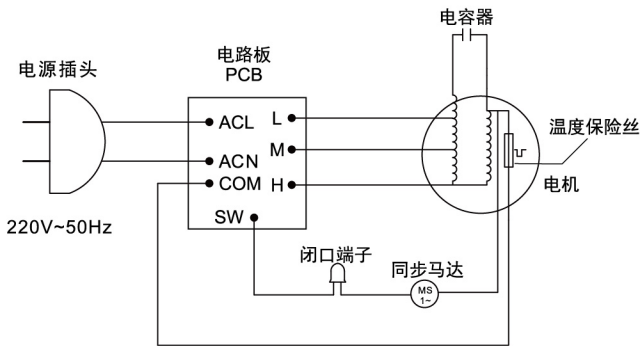 电容器
电源插头
电路板
PCB
ACL
L
M
ACN
COM
H
SW
温度保险丝
电机
220V~50Hz
闭口端子
同步马达
MS
1~